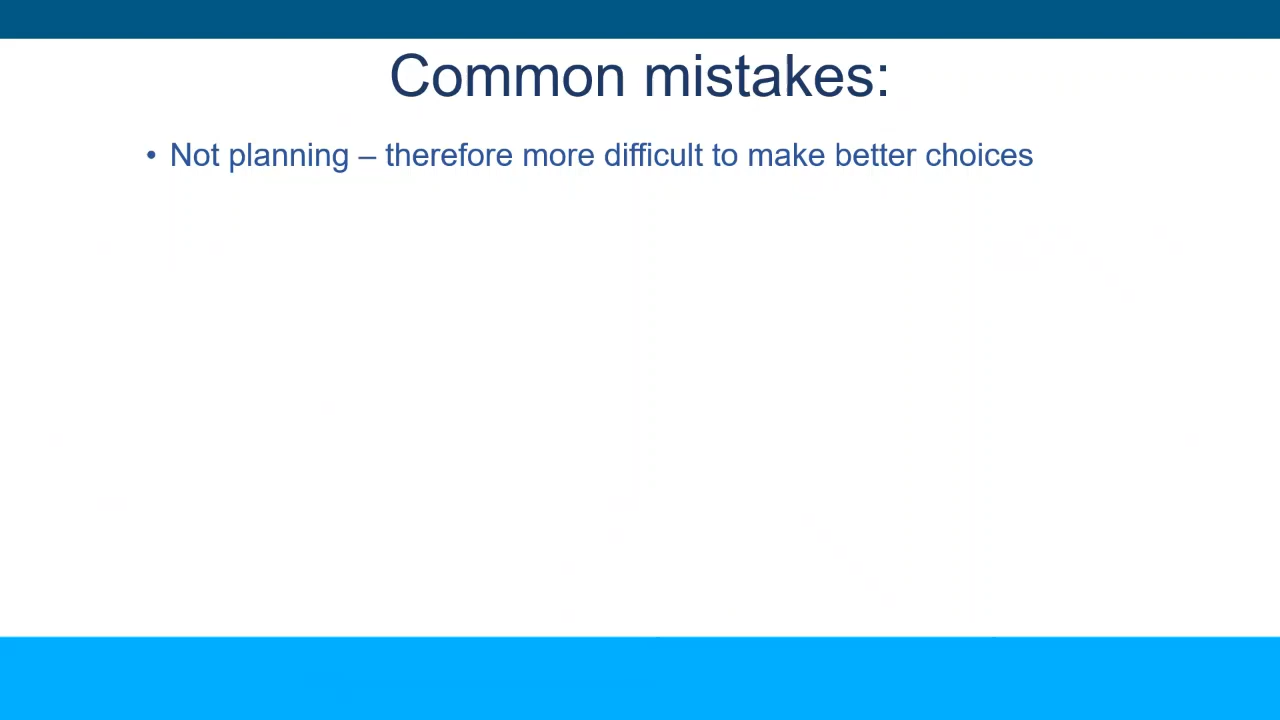 Common mistakes:
• Not planning – therefore more difficult to make better choices